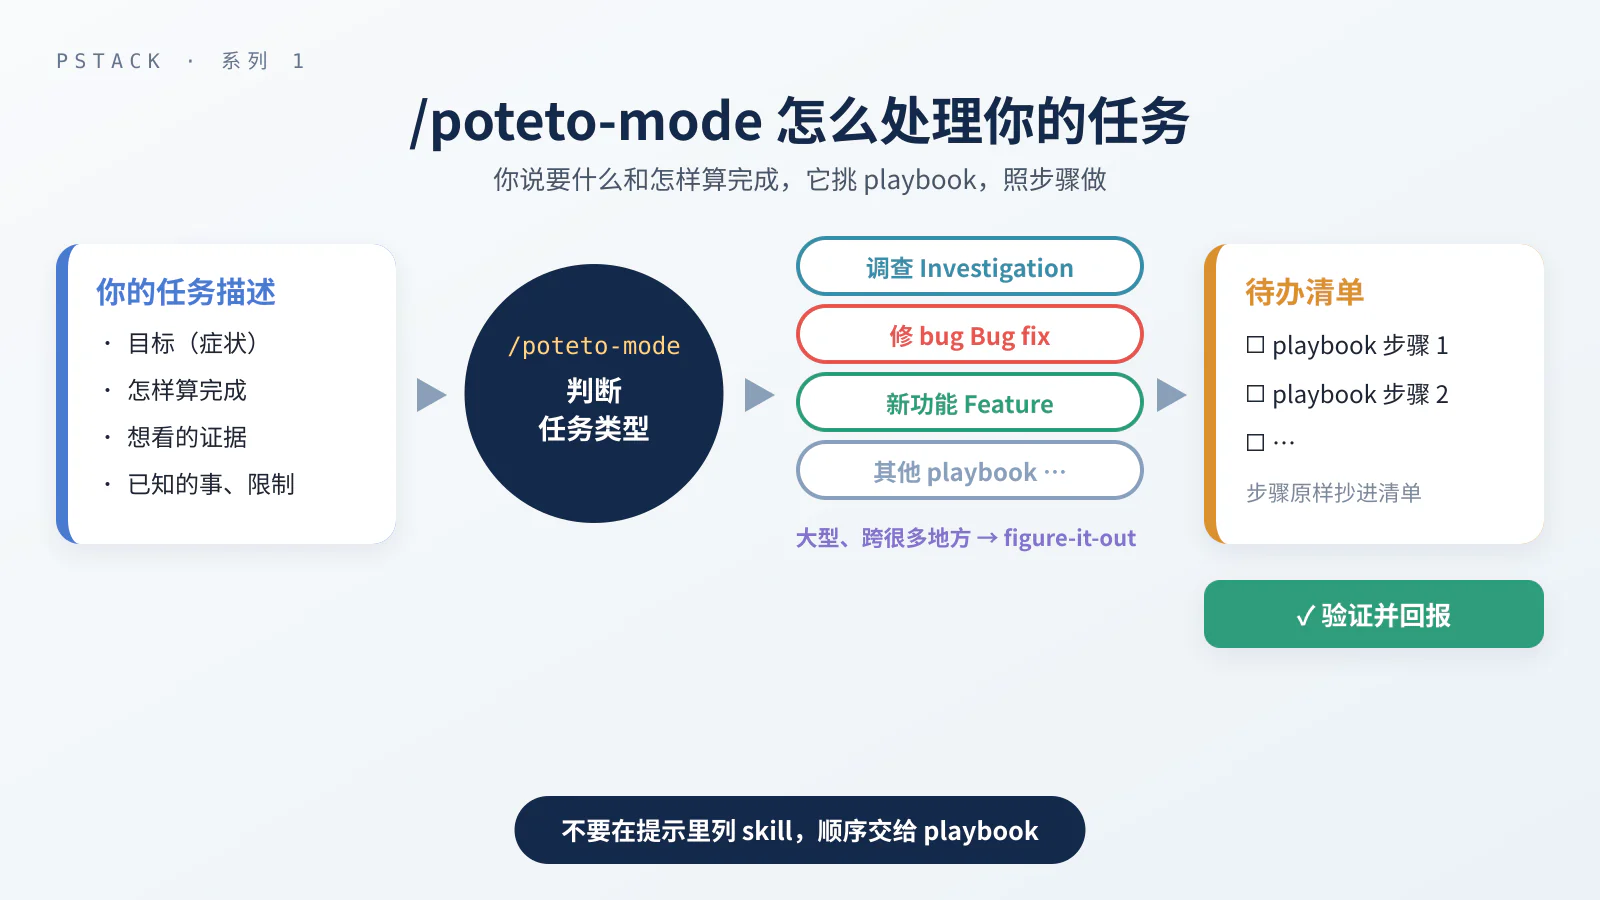 PSTACK · 系列 1
/poteto-mode 怎么处理你的任务
你说要什么和怎样算完成，它挑 playbook，照步骤做
你的任务描述
· 目标（症状）
· 怎样算完成
· 想看的证据
· 已知的事、限制
/poteto-mode
判断
任务类型
调查 Investigation
修 bug Bug fix
新功能 Feature
其他 playbook …
大型、跨很多地方 → figure-it-out
待办清单
☐ playbook 步骤 1
☐ playbook 步骤 2
☐ …
步骤原样抄进清单
✓ 验证并回报
不要在提示里列 skill，顺序交给 playbook